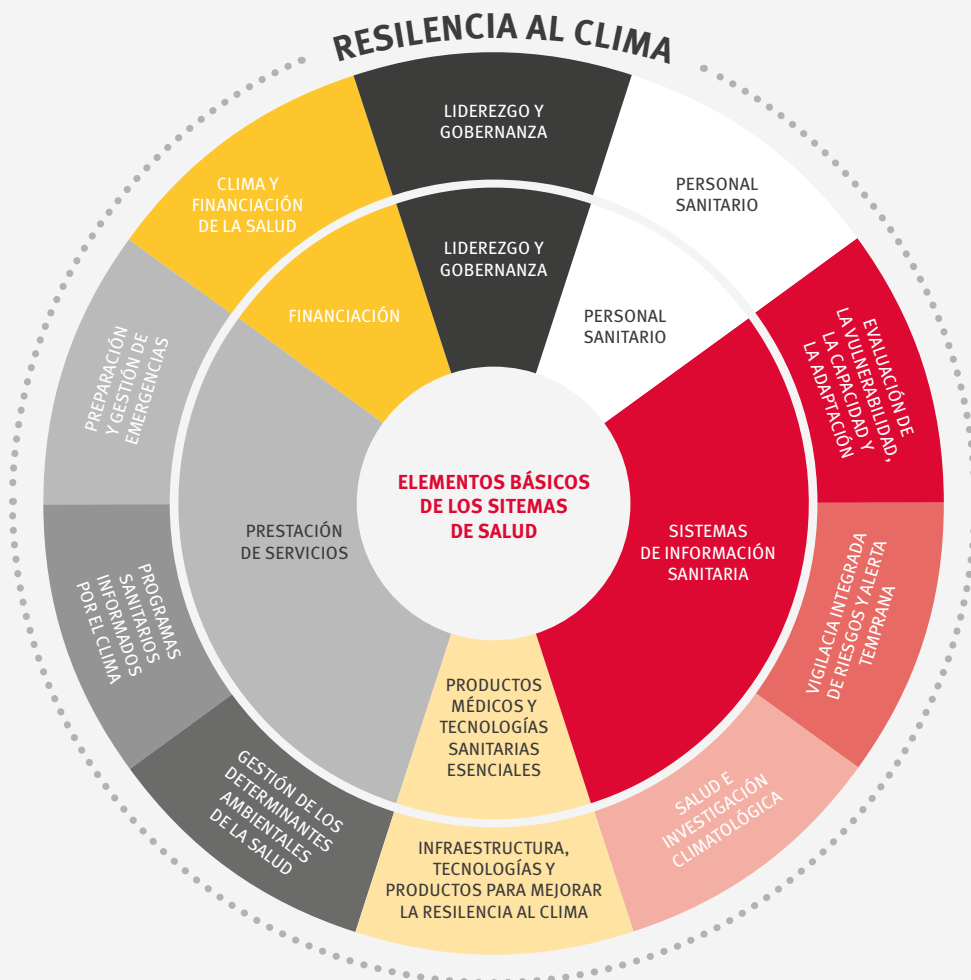 RESILENCIA AL CLIMA
LIDEREZGO Y
GOBERNANZA
PERSONAL
SANITARIO
EVALUACIÓN DE
LA VULNERABILIDAD,
LA CAPACIDAD Y
LA ADAPTACIÓN
VIGILACIA INTEGRADA
DE RIESGOS Y ALERTA
TEMPRANA
SALUD E
INVESTIGACIÓN
CLIMATOLÓGICA
INFRAESTRUCTURA,
TECNOLOGÍAS Y
PRODUCTOS PARA MEJORAR
LA RESILENCIA AL CLIMA
GESTIÓN DE LOS
DETERMINANTES
AMBIENTALES
DE LA SALUD
PROGRAMAS
SANITARIOS
INFORMADOS
POR EL CLIMA
PREPARACIÓN
Y GESTIÓN DE
EMERGENCIAS
CLIMA Y
FINANCIACIÓN
DE LA SALUD
LIDEREZGO Y
GOBERNANZA
PERSONAL
SANITARIO
SISTEMAS
DE INFORMACIÓN
SANITARIA
PRODUCTOS
MÉDICOS Y
TECNOLOGÍAS
SANITARIAS
ESENCIALES
PRESTACIÓN
DE SERVICIOS
FINANCIACIÓN
ELEMENTOS BÁSICOS
DE LOS SITEMAS
DE SALUD